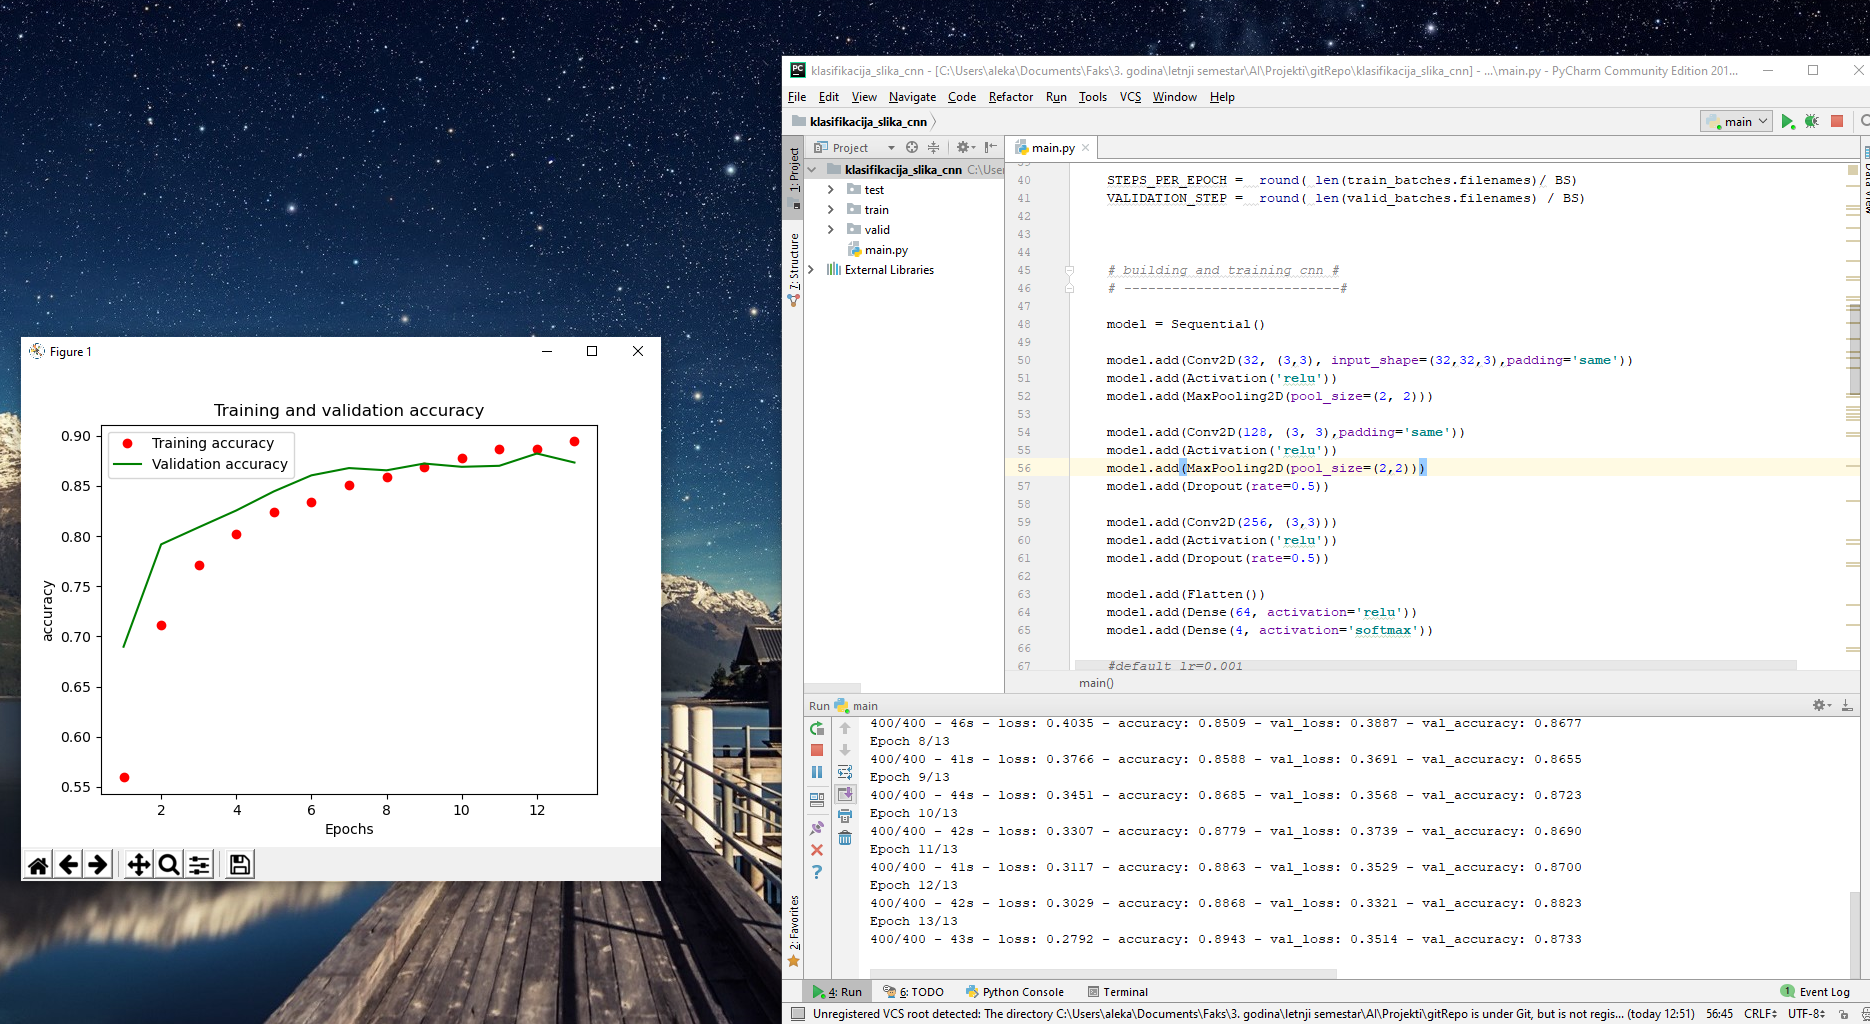 Figure 1
Training and validation accuracy
Training accuracy
Validation accuracy
0.90
0.85
0.80
0.75
0.70
0.65
0.60
0.55
accuracy
2 4 6 8 10 12
Epochs
klasifikacija_slika_cnn - [C:\Users\aleka\Documents\Faks\3. godina\letnji semestar\AI\Projekti\gitRepo\klasifikacija_slika_cnn] - ...\main.py - PyCharm Community Edition 201...
File Edit View Navigate Code Refactor Run Tools VCS Window Help
klasifikacija_slika_cnn
main
1: Project
7: Structure
2: Favorites
Project
klasifikacija_slika_cnn C:\User
test
train
valid
main.py
External Libraries
main.py
40 STEPS_PER_EPOCH = round( len(train_batches.filenames)/ BS)
41 VALIDATION_STEP = round( len(valid_batches.filenames) / BS)
42
43
44
45 # building and training cnn #
46 # ---------------------------#
47
48 model = Sequential()
49
50 model.add(Conv2D(32, (3,3), input_shape=(32,32,3),padding='same'))
51 model.add(Activation('relu'))
52 model.add(MaxPooling2D(pool_size=(2, 2)))
53
54 model.add(Conv2D(128, (3, 3),padding='same'))
55 model.add(Activation('relu'))
56 model.add(MaxPooling2D(pool_size=(2,2)))
57 model.add(Dropout(rate=0.5))
58
59 model.add(Conv2D(256, (3,3)))
60 model.add(Activation('relu'))
61 model.add(Dropout(rate=0.5))
62
63 model.add(Flatten())
64 model.add(Dense(64, activation='relu'))
65 model.add(Dense(4, activation='softmax'))
66
67 #default lr=0.001
main()
Run main
400/400 - 46s - loss: 0.4035 - accuracy: 0.8509 - val_loss: 0.3887 - val_accuracy: 0.8677
Epoch 8/13
400/400 - 41s - loss: 0.3766 - accuracy: 0.8588 - val_loss: 0.3691 - val_accuracy: 0.8655
Epoch 9/13
400/400 - 44s - loss: 0.3451 - accuracy: 0.8685 - val_loss: 0.3568 - val_accuracy: 0.8723
Epoch 10/13
400/400 - 42s - loss: 0.3307 - accuracy: 0.8779 - val_loss: 0.3739 - val_accuracy: 0.8690
Epoch 11/13
400/400 - 41s - loss: 0.3117 - accuracy: 0.8863 - val_loss: 0.3529 - val_accuracy: 0.8700
Epoch 12/13
400/400 - 42s - loss: 0.3029 - accuracy: 0.8868 - val_loss: 0.3321 - val_accuracy: 0.8823
Epoch 13/13
400/400 - 43s - loss: 0.2792 - accuracy: 0.8943 - val_loss: 0.3514 - val_accuracy: 0.8733
4: Run 6: TODO Python Console Terminal 1 Event Log
Unregistered VCS root detected: The directory C:\Users\aleka\Documents\Faks\3. godina\letnji semestar\AI\Projekti\gitRepo is under Git, but is not regis... (today 12:51) 56:45 CRLF UTF-8